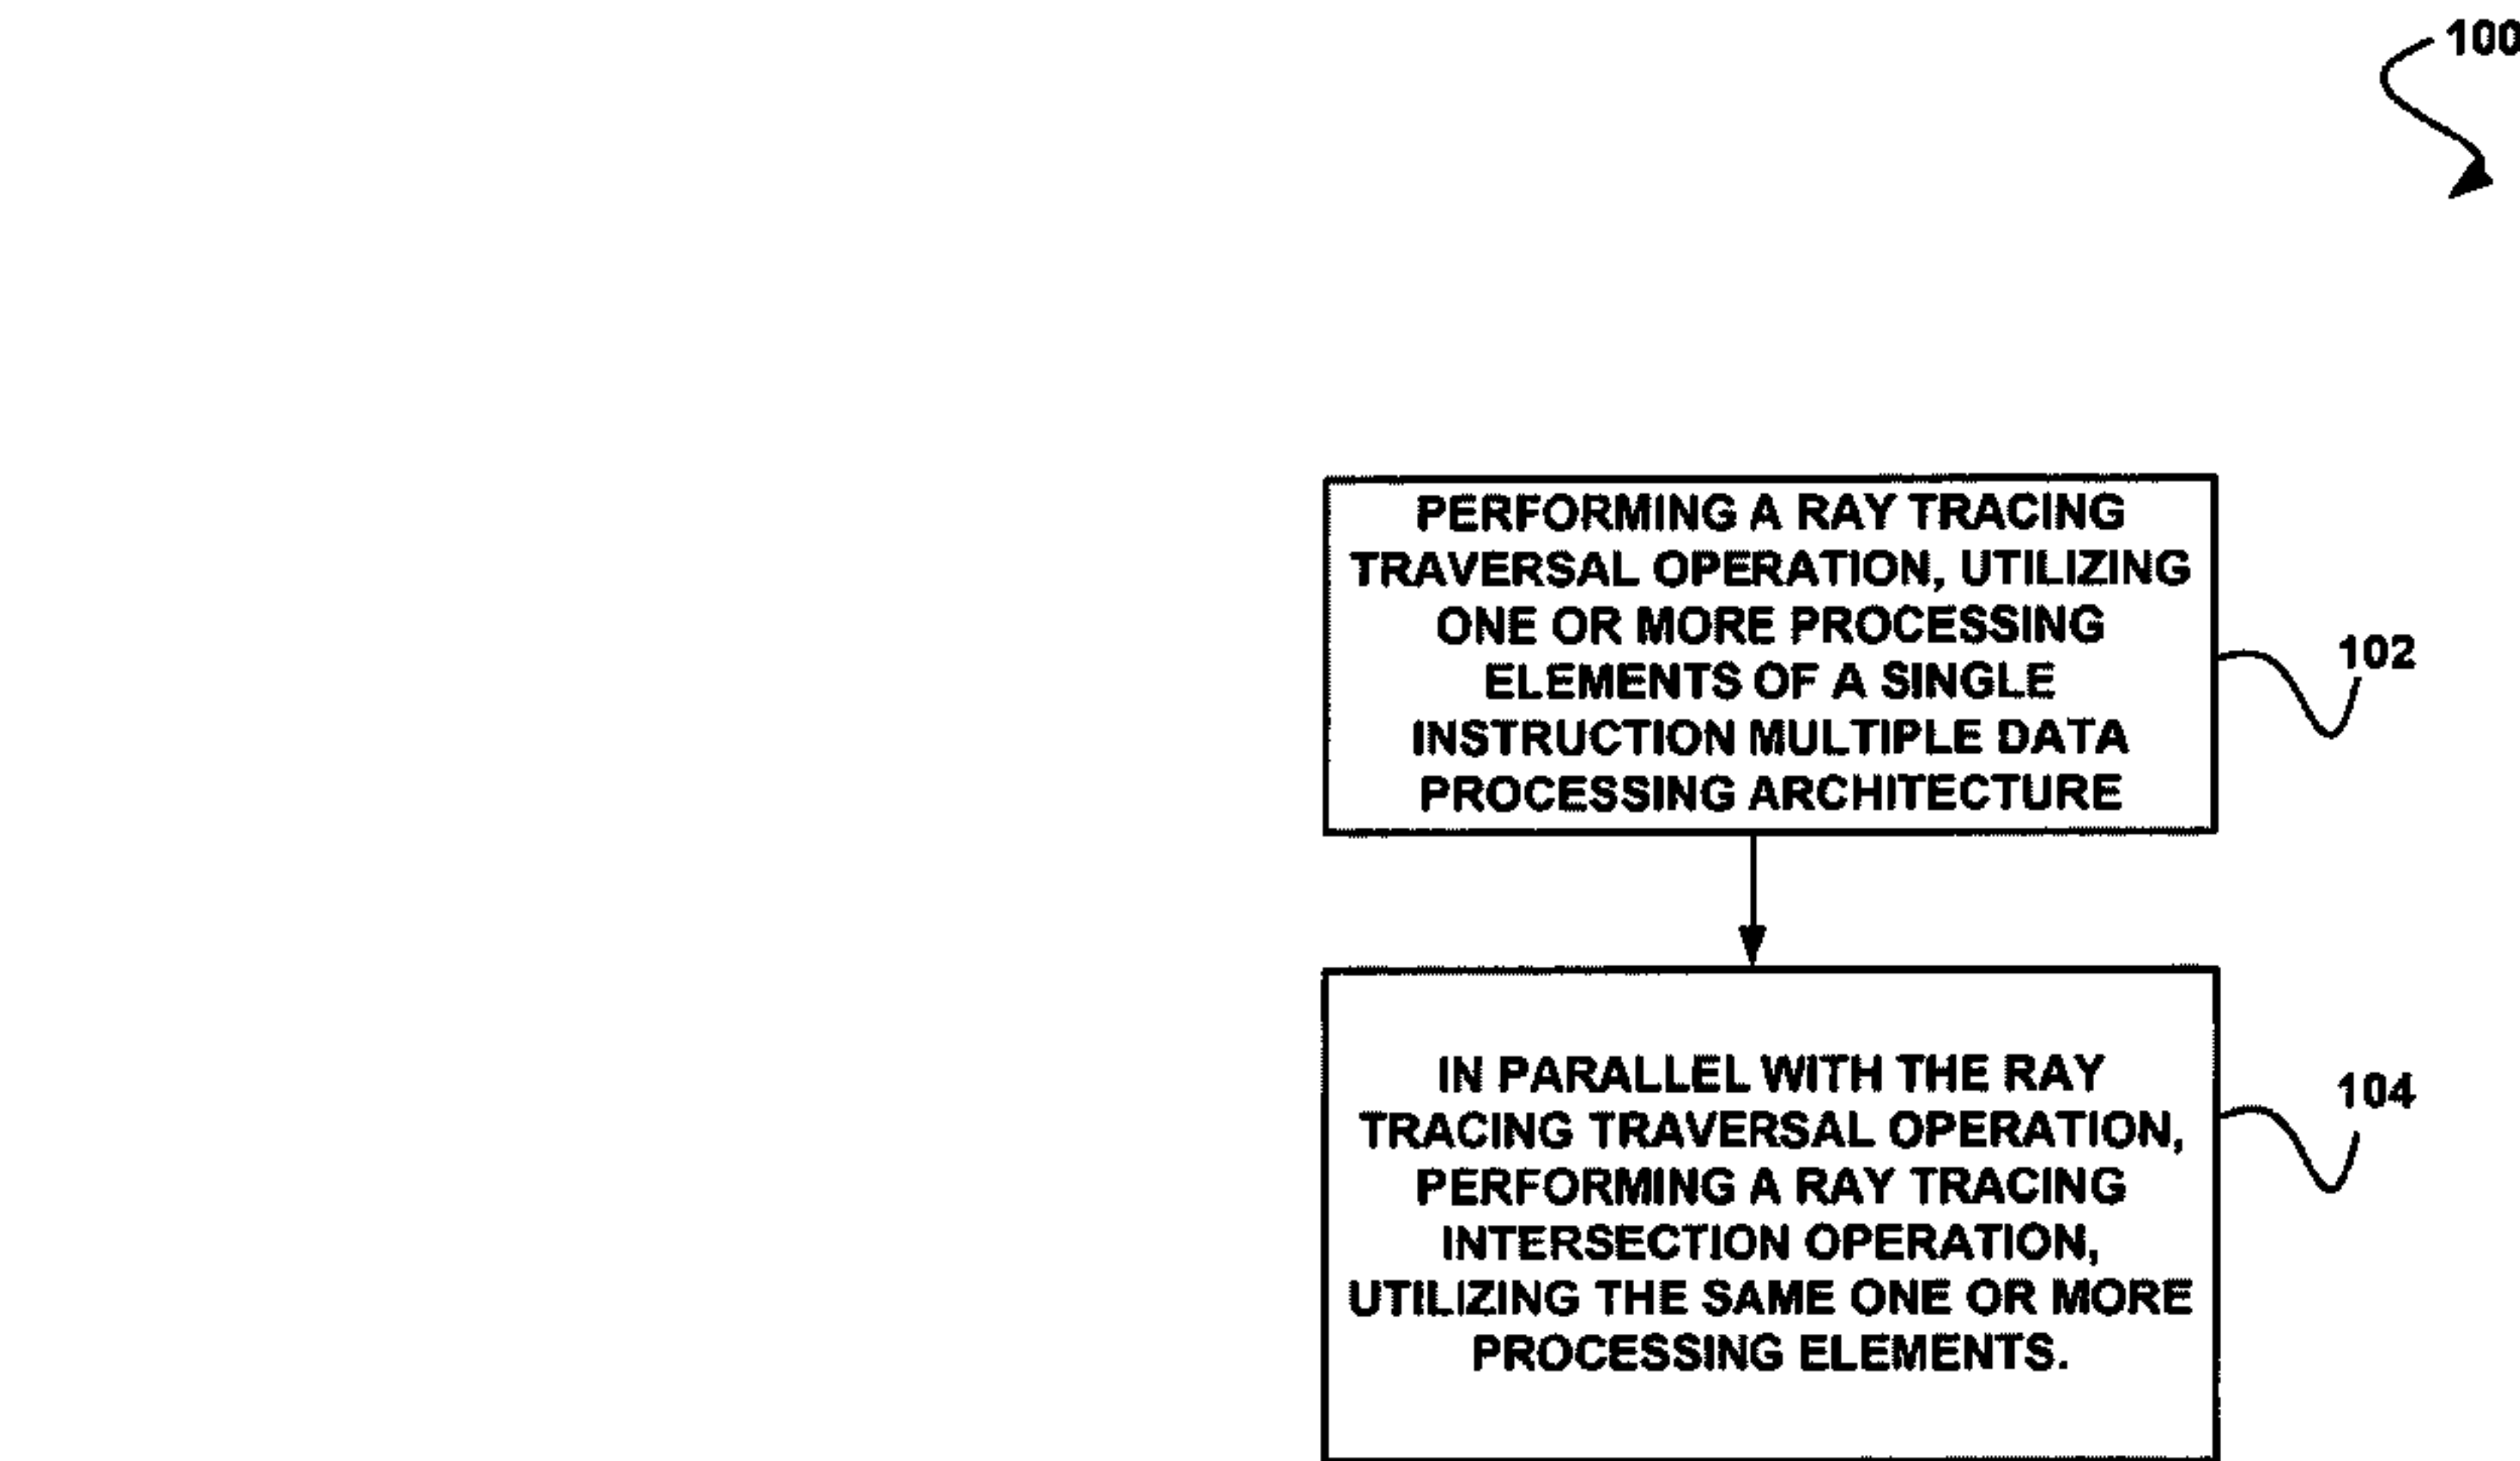 100
PERFORMING A RAY TRACING
TRAVERSAL OPERATION, UTILIZING
ONE OR MORE PROCESSING
ELEMENTS OF A SINGLE
INSTRUCTION MULTIPLE DATA
PROCESSING ARCHITECTURE
102
IN PARALLEL WITH THE RAY
TRACING TRAVERSAL OPERATION,
PERFORMING A RAY TRACING
INTERSECTION OPERATION,
UTILIZING THE SAME ONE OR MORE
PROCESSING ELEMENTS.
104